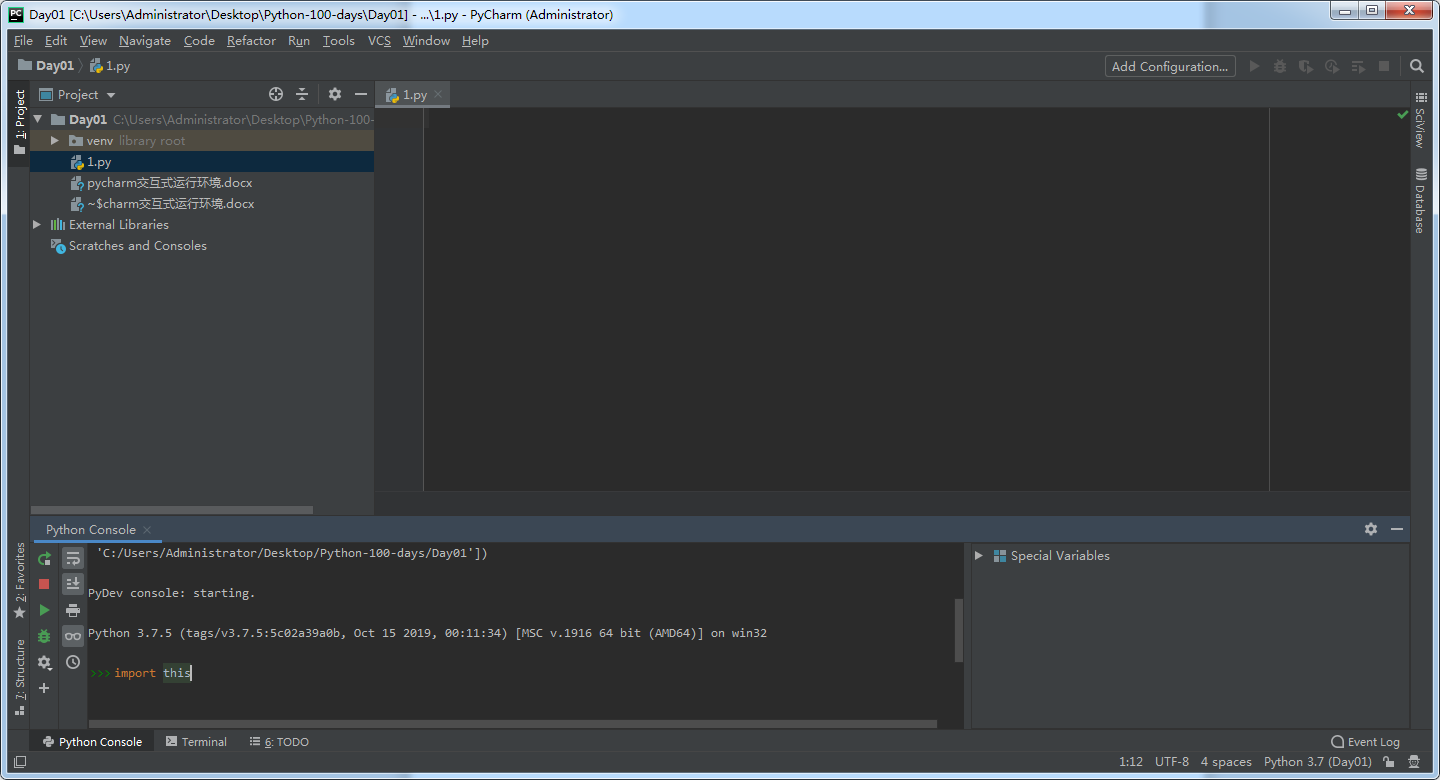 Day01 [C:\Users\Administrator\Desktop\Python-100-days\Day01] - ...\1.py - PyCharm (Administrator)
File Edit View Navigate Code Refactor Run Tools VCS Window Help
Day01 1.py
Add Configuration...
1: Project
Project
1.py
Day01 C:\Users\Administrator\Desktop\Python-100-
venv library root
1.py
pycharm交互式运行环境.docx
~$charm交互式运行环境.docx
External Libraries
Scratches and Consoles
SciView
Database
2: Favorites
7: Structure
Python Console
'C:/Users/Administrator/Desktop/Python-100-days/Day01'])
PyDev console: starting.
Python 3.7.5 (tags/v3.7.5:5c02a39a0b, Oct 15 2019, 00:11:34) [MSC v.1916 64 bit (AMD64)] on win32
>>> import this
Special Variables
Python Console Terminal 6: TODO
Event Log
1:12 UTF-8 4 spaces Python 3.7 (Day01)